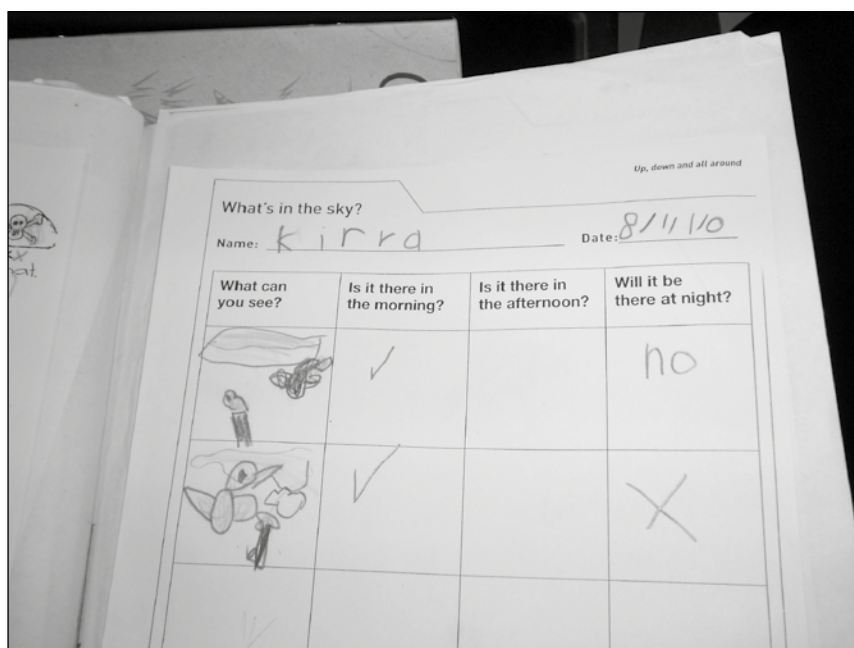 Up, down and all around
What's in the sky?
Name: Kirra Date: 8/11/10
What can you see? Is it there in the morning? Is it there in the afternoon? Will it be there at night?
no
at.